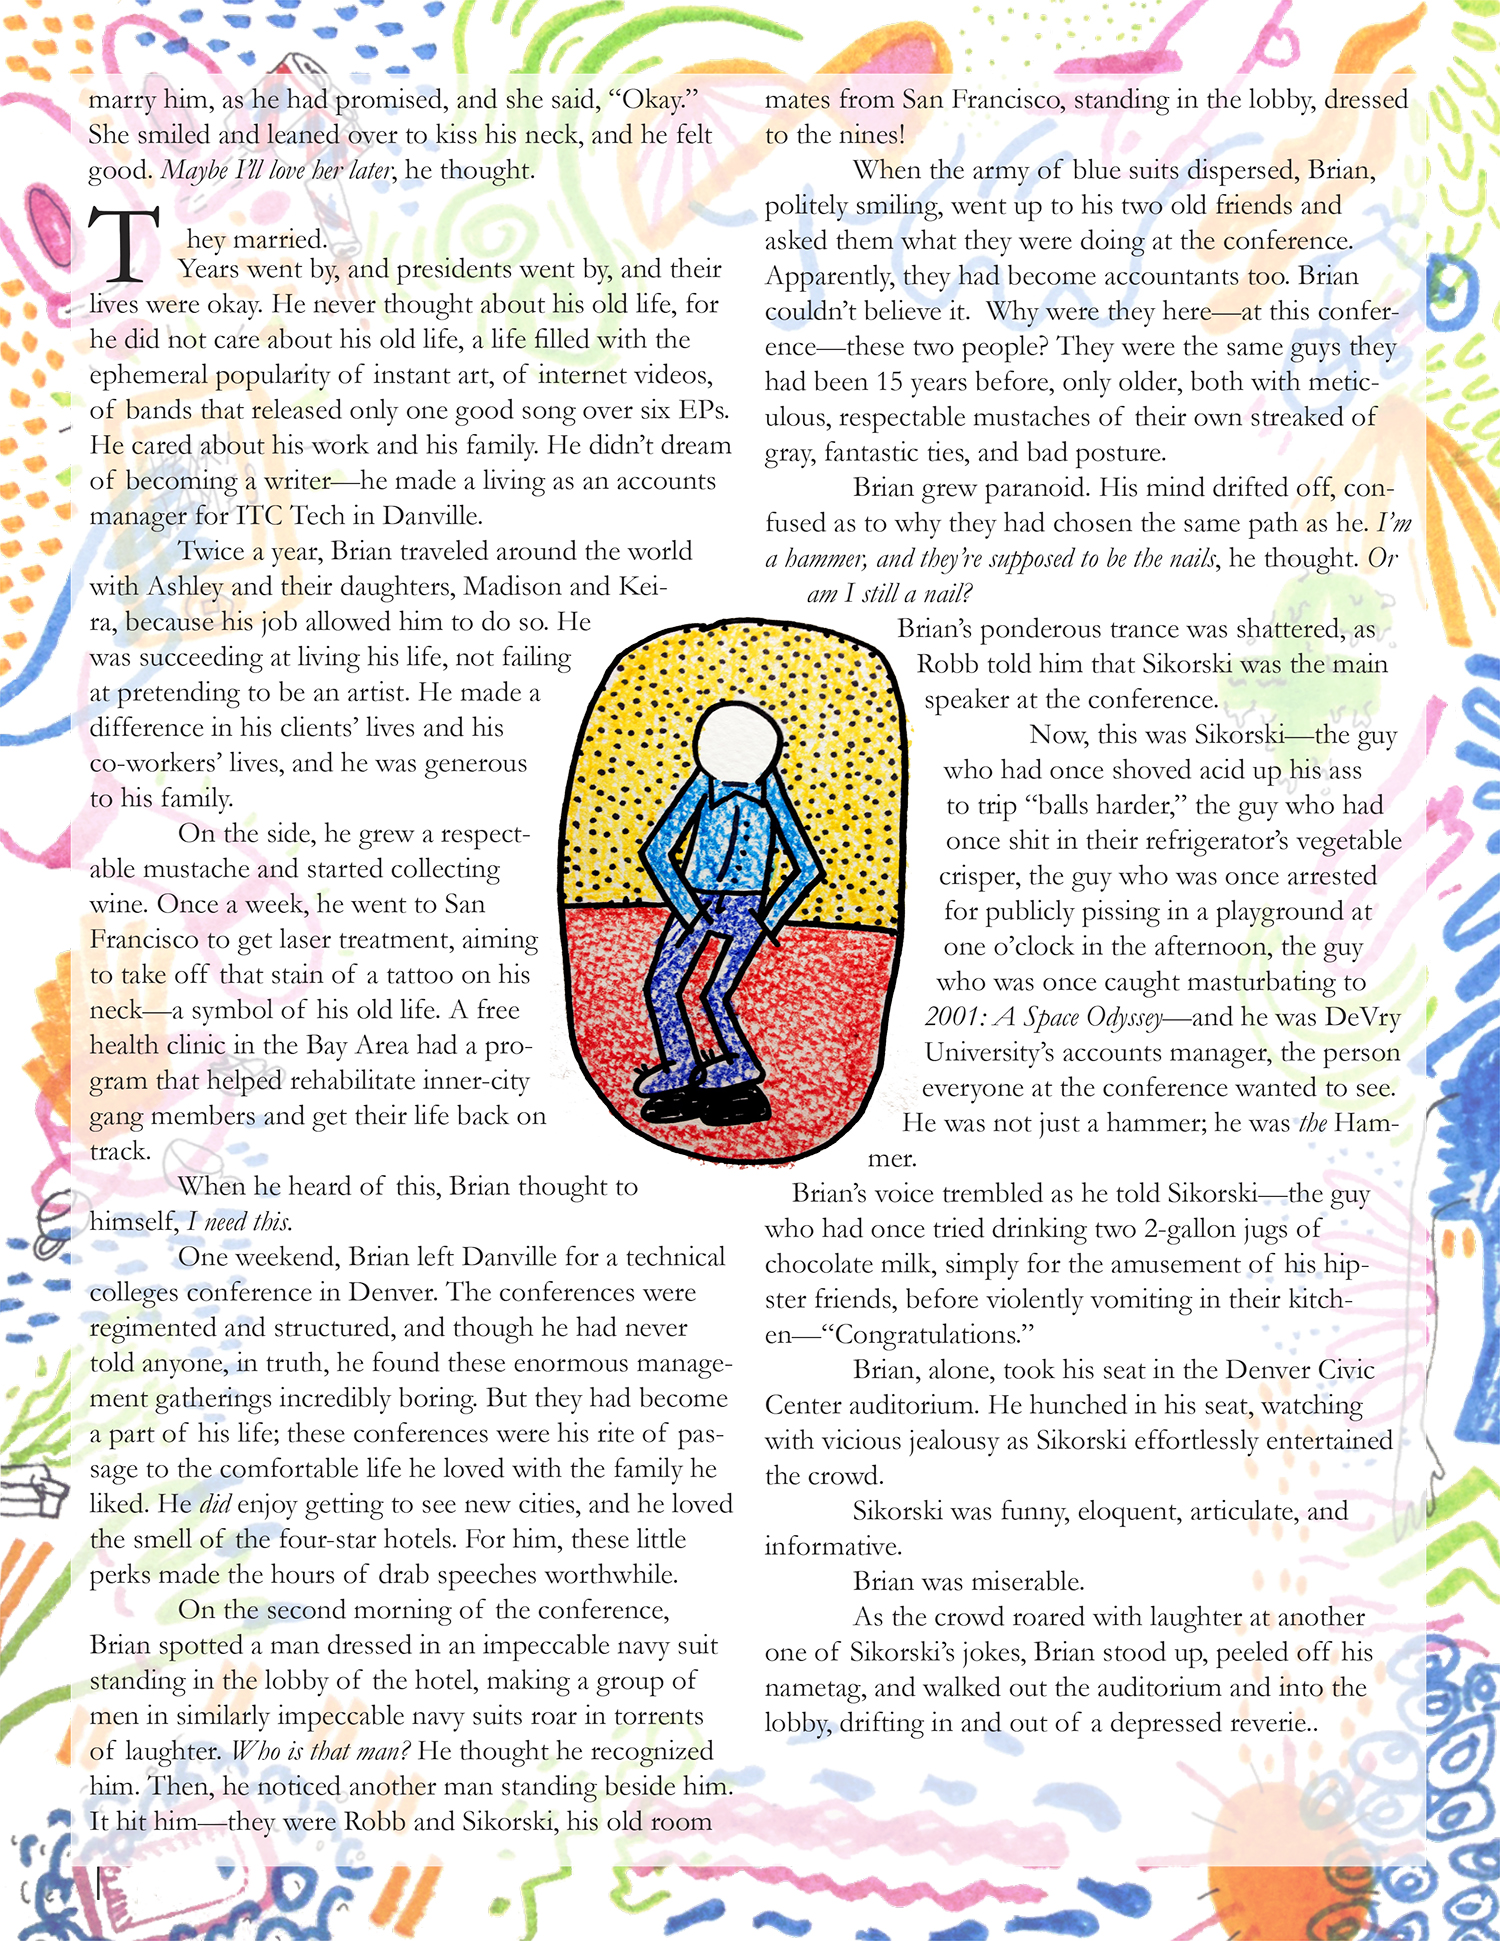 marry him, as he had promised, and she said, “Okay.”
She smiled and leaned over to kiss his neck, and he felt
good. Maybe I’ll love her later, he thought.
They married.
Years went by, and presidents went by, and their
lives were okay. He never thought about his old life, for
he did not care about his old life, a life filled with the
ephemeral popularity of instant art, of internet videos,
of bands that released only one good song over six EPs.
He cared about his work and his family. He didn’t dream
of becoming a writer—he made a living as an accounts
manager for ITC Tech in Danville.
Twice a year, Brian traveled around the world
with Ashley and their daughters, Madison and Kei-
ra, because his job allowed him to do so. He
was succeeding at living his life, not failing
at pretending to be an artist. He made a
difference in his clients’ lives and his
co-workers’ lives, and he was generous
to his family.
On the side, he grew a respect-
able mustache and started collecting
wine. Once a week, he went to San
Francisco to get laser treatment, aiming
to take off that stain of a tattoo on his
neck—a symbol of his old life. A free
health clinic in the Bay Area had a pro-
gram that helped rehabilitate inner-city
gang members and get their life back on
track.
When he heard of this, Brian thought to
himself, I need this.
One weekend, Brian left Danville for a technical
colleges conference in Denver. The conferences were
regimented and structured, and though he had never
told anyone, in truth, he found these enormous manage-
ment gatherings incredibly boring. But they had become
a part of his life; these conferences were his rite of pas-
sage to the comfortable life he loved with the family he
liked. He did enjoy getting to see new cities, and he loved
the smell of the four-star hotels. For him, these little
perks made the hours of drab speeches worthwhile.
On the second morning of the conference,
Brian spotted a man dressed in an impeccable navy suit
standing in the lobby of the hotel, making a group of
men in similarly impeccable navy suits roar in torrents
of laughter. Who is that man? He thought he recognized
him. Then, he noticed another man standing beside him.
It hit him—they were Robb and Sikorski, his old room
mates from San Francisco, standing in the lobby, dressed
to the nines!
When the army of blue suits dispersed, Brian,
politely smiling, went up to his two old friends and
asked them what they were doing at the conference.
Apparently, they had become accountants too. Brian
couldn’t believe it.  Why were they here—at this confer-
ence—these two people? They were the same guys they
had been 15 years before, only older, both with metic-
ulous, respectable mustaches of their own streaked of
gray, fantastic ties, and bad posture.
Brian grew paranoid. His mind drifted off, con-
fused as to why they had chosen the same path as he. I’m
a hammer, and they’re supposed to be the nails, he thought. Or
am I still a nail?
Brian’s ponderous trance was shattered, as
Robb told him that Sikorski was the main
speaker at the conference.
Now, this was Sikorski—the guy
who had once shoved acid up his ass
to trip “balls harder,” the guy who had
once shit in their refrigerator’s vegetable
crisper, the guy who was once arrested
for publicly pissing in a playground at
one o’clock in the afternoon, the guy
who was once caught masturbating to
2001: A Space Odyssey—and he was DeVry
University’s accounts manager, the person
everyone at the conference wanted to see.
He was not just a hammer; he was the Ham-
mer.
Brian’s voice trembled as he told Sikorski—the guy
who had once tried drinking two 2-gallon jugs of
chocolate milk, simply for the amusement of his hip-
ster friends, before violently vomiting in their kitch-
en—“Congratulations.”
Brian, alone, took his seat in the Denver Civic
Center auditorium. He hunched in his seat, watching
with vicious jealousy as Sikorski effortlessly entertained
the crowd.
Sikorski was funny, eloquent, articulate, and
informative.
Brian was miserable.
As the crowd roared with laughter at another
one of Sikorski’s jokes, Brian stood up, peeled off his
nametag, and walked out the auditorium and into the
lobby, drifting in and out of a depressed reverie..